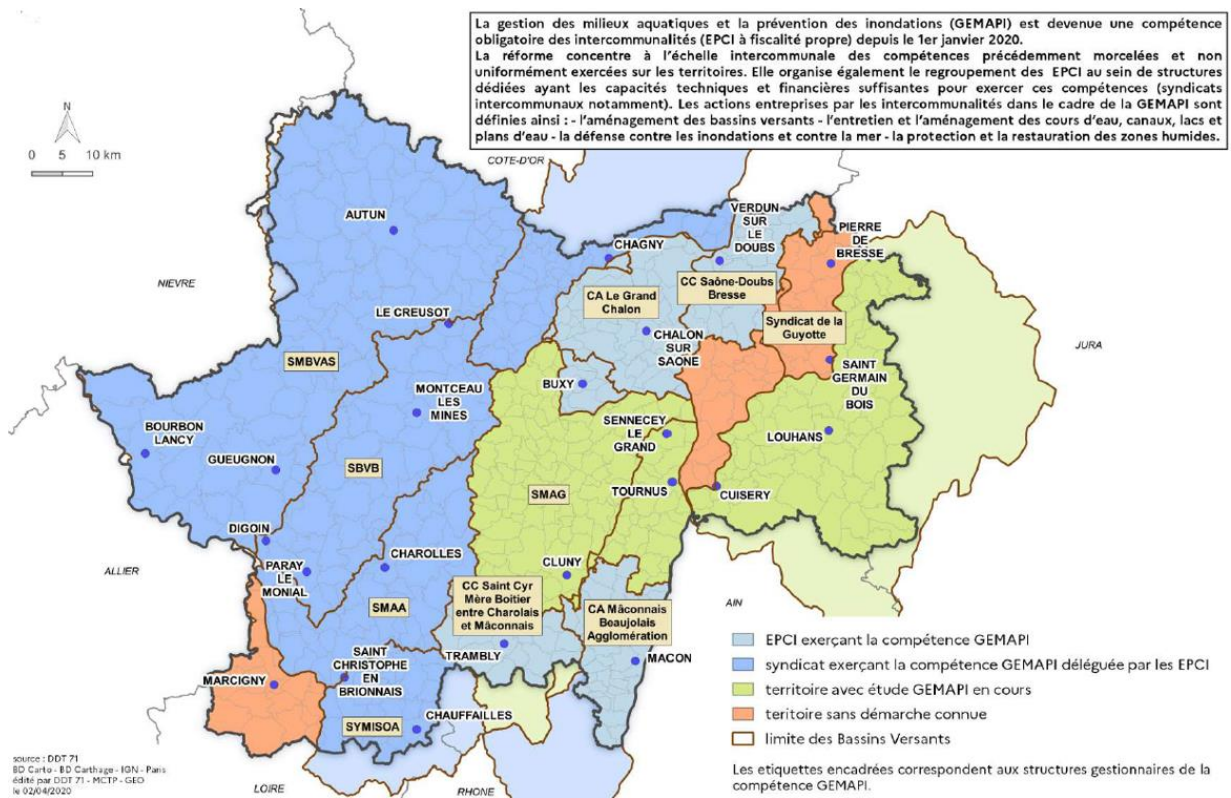 La gestion des milieux aquatiques et la prévention des inondations (GEMAPI) est devenue une compétence
obligatoire des intercommunalités (EPCI à fiscalité propre) depuis le 1er janvier 2020.
La réforme concentre à l'échelle intercommunale des compétences précédemment morcelées et non
uniformément exercées sur les territoires. Elle organise également le regroupement des EPCI au sein de structures
dédiées ayant les capacités techniques et financières suffisantes pour exercer ces compétences (syndicats
intercommunaux notamment). Les actions entreprises par les intercommunalités dans le cadre de la GEMAPI sont
définies ainsi : - l'aménagement des bassins versants - l'entretien et l'aménagement des cours d'eau, canaux, lacs et
plans d'eau - la défense contre les inondations et contre la mer - la protection et la restauration des zones humides.
N
0 5 10 km
COTE-D'OR
AUTUN
VERDUN
SUR
LE
DOUBS
PIERRE
DE
BRESSE
CHAGNY
NIEVRE
CC Saône-Doubs
Bresse
CA Le Grand
Chalon
LE CREUSOT
Syndicat de la
Guyotte
CHALON
SUR
SAONE
JURA
SMBVAS
SAINT
GERMAIN
DU
BOIS
BUXY
MONTCEAU
LES
MINES
SENNECEY
LE
GRAND
BOURBON
LANCY
LOUHANS
GUEUGNON
SBVB
SMAG
TOURNUS
CUISERY
DIGOIN
CHAROLLES
CLUNY
ALLIER
PARAY
LE
MONIAL
CC Saint Cyr
Mère Boitier
entre Charolais
et Mâconnais
SMAA
CA Mâconnais
Beaujolais
Agglomération
AIN
SAINT
CHRISTOPHE
EN
BRIONNAIS
TRAMBLY
MACON
MARCIGNY
SYMISOA
CHAUFFAILLES
LOIRE
RHONE
EPCI exerçant la compétence GEMAPI
syndicat exerçant la compétence GEMAPI déléguée par les EPCI
territoire avec étude GEMAPI en cours
teritoire sans démarche connue
limite des Bassins Versants
Les etiquettes encadrées correspondent aux structures gestionnaires de la
compétence GEMAPI.
source : DDT 71
BD Carto - BD Carthage - IGN - Paris
édité par DDT 71 - MCTP - GEO
le 02/04/2020